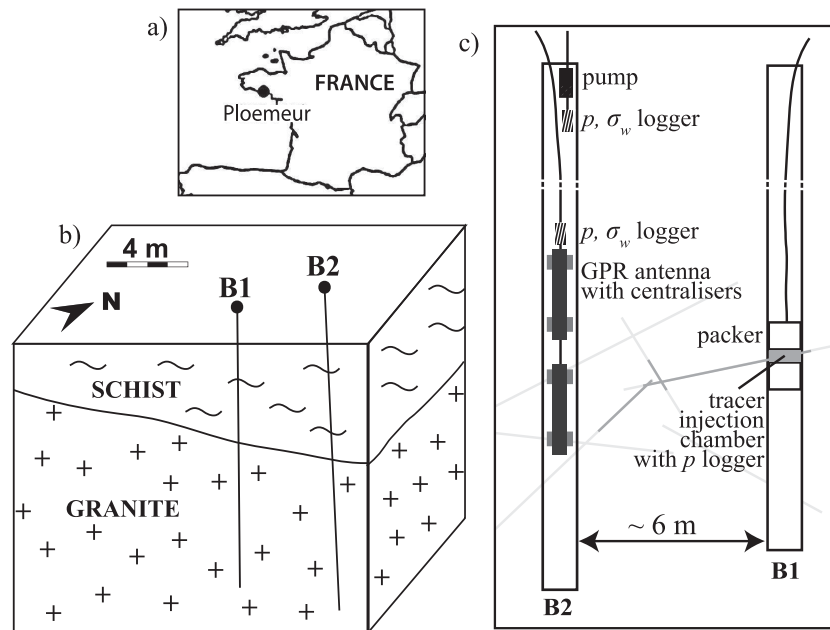 a)
FRANCE
Ploemeur
b)
4 m
N
B1
B2
SCHIST
GRANITE
c)
pump
p, σw logger
p, σw logger
GPR antenna
with centralisers
packer
tracer
injection
chamber
with p logger
~ 6 m
B2
B1